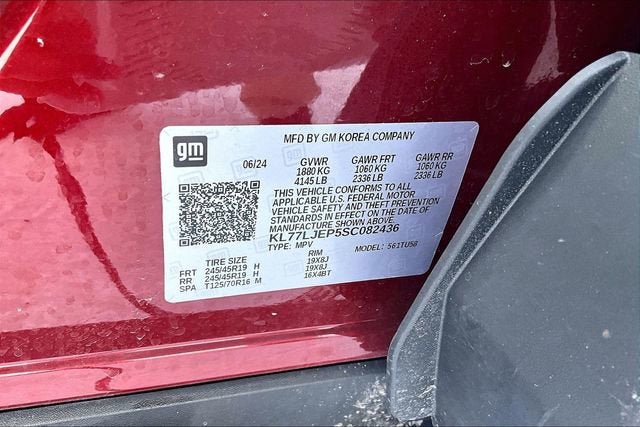 gm
MFD BY GM KOREA COMPANY
06/24 GVWR GAWR FRT GAWR RR
1880 KG 1060 KG 1060 KG
4145 LB 2336 LB 2336 LB
THIS VEHICLE CONFORMS TO ALL
APPLICABLE U.S. FEDERAL MOTOR
VEHICLE SAFETY AND THEFT PREVENTION
STANDARDS IN EFFECT ON THE DATE OF
MANUFACTURE SHOWN ABOVE.
KL77LJEP5SC082436
TYPE: MPV MODEL: 561TU58
TIRE SIZE RIM
FRT 245/45R19 H 19X8J
RR 245/45R19 H 19X8J
SPA T125/70R16 M 16X4BT